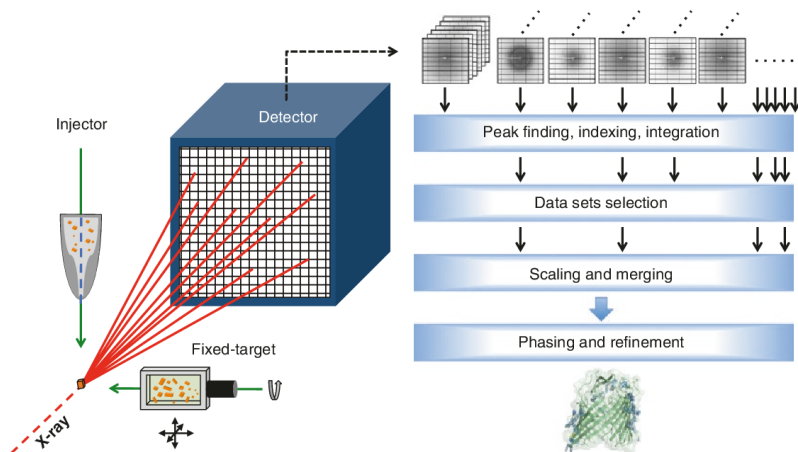 Injector
Detector
Fixed-target
X-ray
Peak finding, indexing, integration
Data sets selection
Scaling and merging
Phasing and refinement